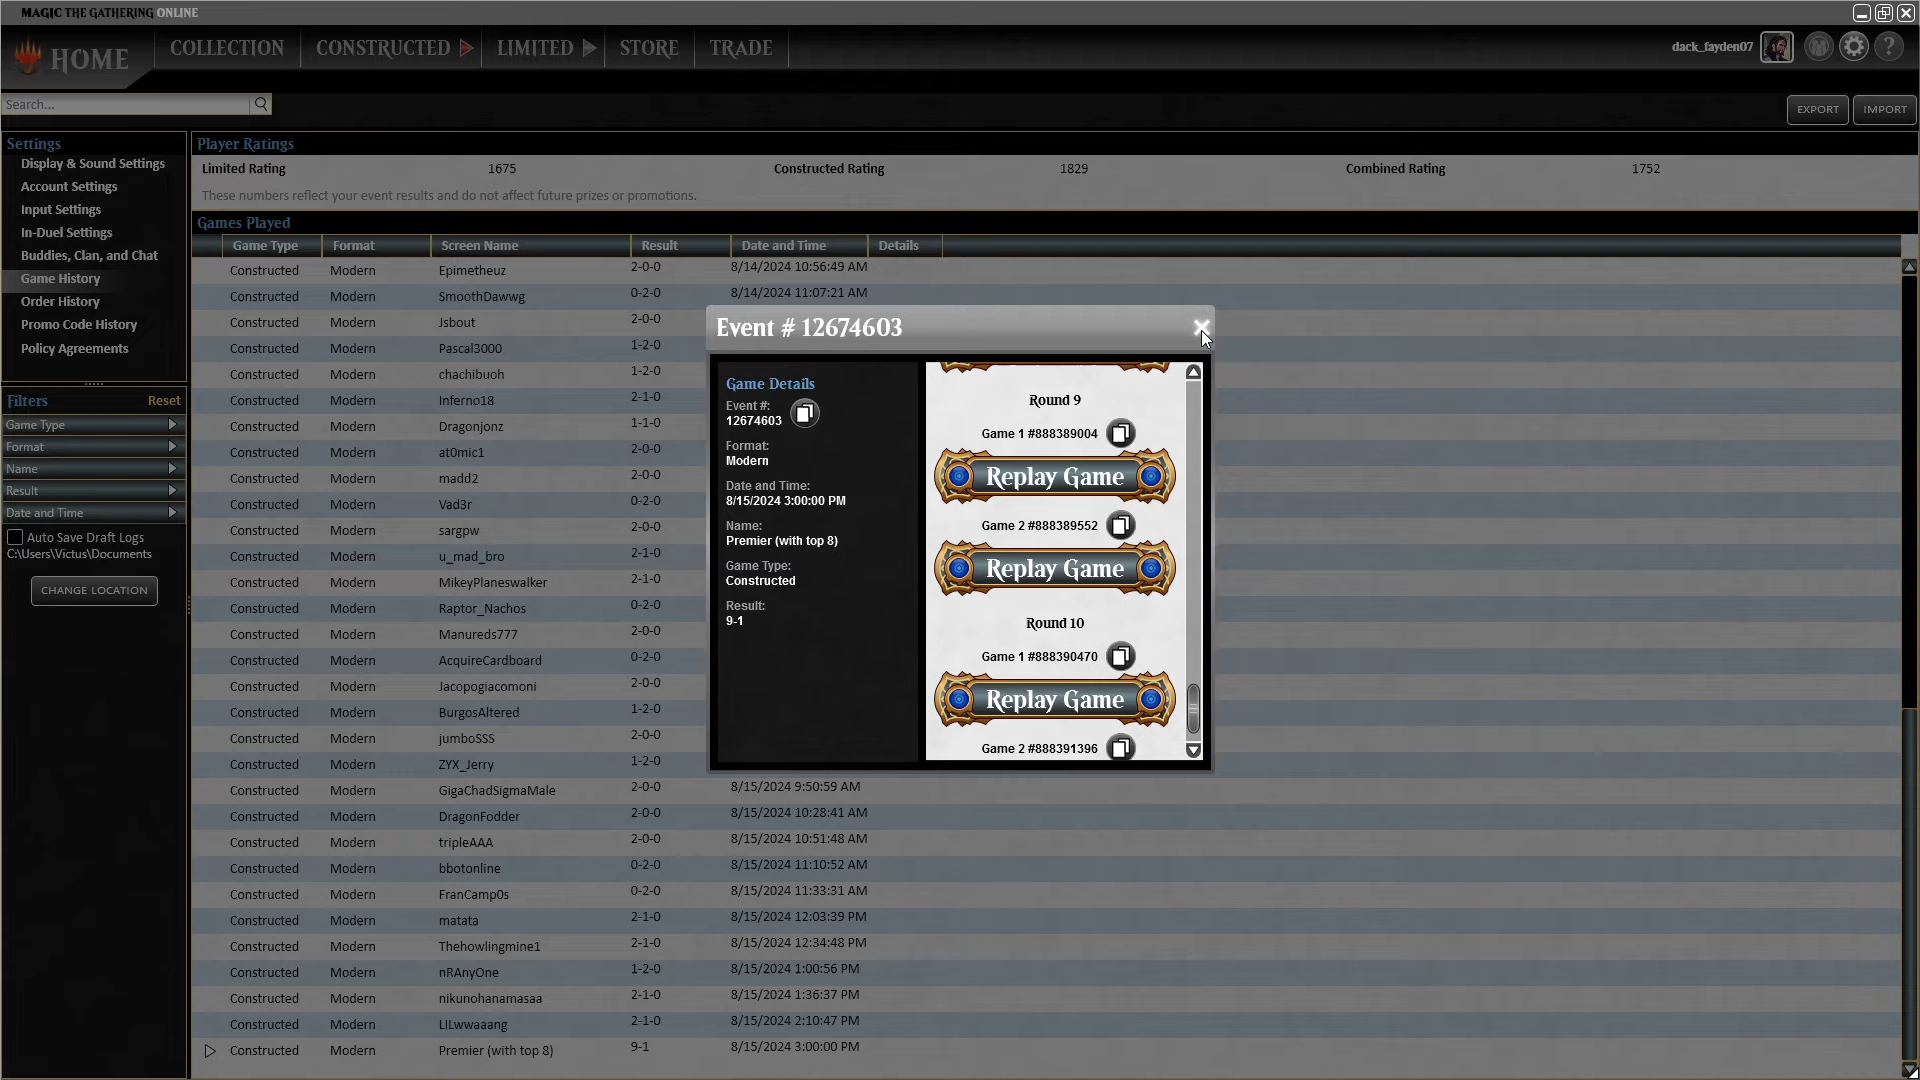 MAGIC THE GATHERING ONLINE
HOME COLLECTION CONSTRUCTED LIMITED STORE TRADE
dack_fayden07
?
Search...
EXPORT IMPORT
Settings
Display & Sound Settings
Account Settings
Input Settings
In-Duel Settings
Buddies, Clan, and Chat
Game History
Order History
Promo Code History
Policy Agreements
Filters Reset
Game Type
Format
Name
Result
Date and Time
Auto Save Draft Logs
C:\Users\Victus\Documents
CHANGE LOCATION
Player Ratings
Limited Rating 1675 Constructed Rating 1829 Combined Rating 1752
These numbers reflect your event results and do not affect future prizes or promotions.
Games Played
Game Type Format Screen Name Result Date and Time Details
Constructed Modern Epimetheuz 2-0-0 8/14/2024 10:56:49 AM
Constructed Modern SmoothDawwg 0-2-0 8/14/2024 11:07:21 AM
Constructed Modern Jsbout 2-0-0
Constructed Modern Pascal3000 1-2-0
Constructed Modern chachibuoh 1-2-0
Constructed Modern Inferno18 2-1-0
Constructed Modern Dragonjonz 1-1-0
Constructed Modern at0mic1 2-0-0
Constructed Modern madd2 2-0-0
Constructed Modern Vad3r 0-2-0
Constructed Modern sargpw 2-0-0
Constructed Modern u_mad_bro 2-1-0
Constructed Modern MikeyPlaneswalker 2-1-0
Constructed Modern Raptor_Nachos 0-2-0
Constructed Modern Manureds777 2-0-0
Constructed Modern AcquireCardboard 0-2-0
Constructed Modern Jacopogiacomoni 2-0-0
Constructed Modern BurgosAltered 1-2-0
Constructed Modern jumboSSS 2-0-0
Constructed Modern ZYX_Jerry 1-2-0
Constructed Modern GigaChadSigmaMale 2-0-0 8/15/2024 9:50:59 AM
Constructed Modern DragonFodder 2-0-0 8/15/2024 10:28:41 AM
Constructed Modern tripleAAA 2-0-0 8/15/2024 10:51:48 AM
Constructed Modern bbotonline 0-2-0 8/15/2024 11:10:52 AM
Constructed Modern FranCamp0s 0-2-0 8/15/2024 11:33:31 AM
Constructed Modern matata 2-1-0 8/15/2024 12:03:39 PM
Constructed Modern Thehowlingmine1 2-1-0 8/15/2024 12:34:48 PM
Constructed Modern nRAnyOne 1-2-0 8/15/2024 1:00:56 PM
Constructed Modern nikunohanamasaa 2-1-0 8/15/2024 1:36:37 PM
Constructed Modern LILwwaaang 2-1-0 8/15/2024 2:10:47 PM
Constructed Modern Premier (with top 8) 9-1 8/15/2024 3:00:00 PM
Event # 12674603
Game Details
Event #:
12674603
Format:
Modern
Date and Time:
8/15/2024 3:00:00 PM
Name:
Premier (with top 8)
Game Type:
Constructed
Result:
9-1
Round 9
Game 1 #888389004
Replay Game
Game 2 #888389552
Replay Game
Round 10
Game 1 #888390470
Replay Game
Game 2 #888391396